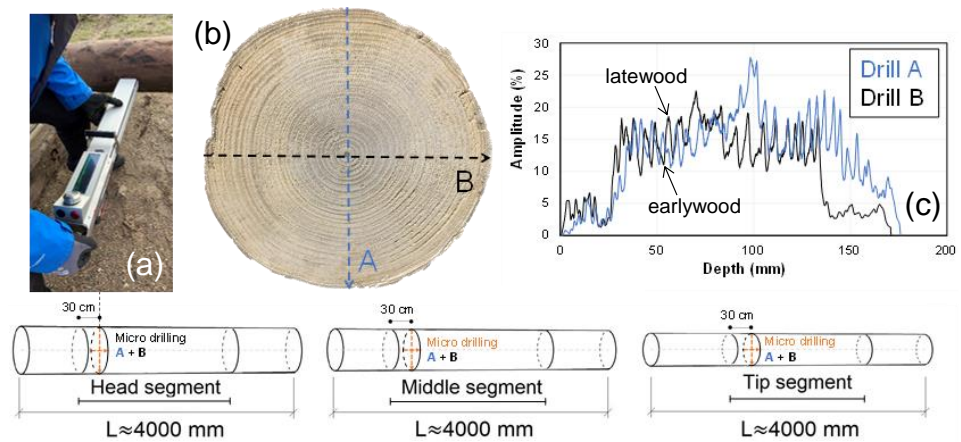 (a)
(b)
A
B
30
25
20
15
10
5
0
Amplitude (%)
latewood
earlywood
Drill A
Drill B
(c)
0
50
100
150
200
Depth (mm)
30 cm
Micro drilling
A + B
Head segment
L≈4000 mm
30 cm
Micro drilling
A + B
Middle segment
L≈4000 mm
30 cm
Micro drilling
A + B
Tip segment
L≈4000 mm